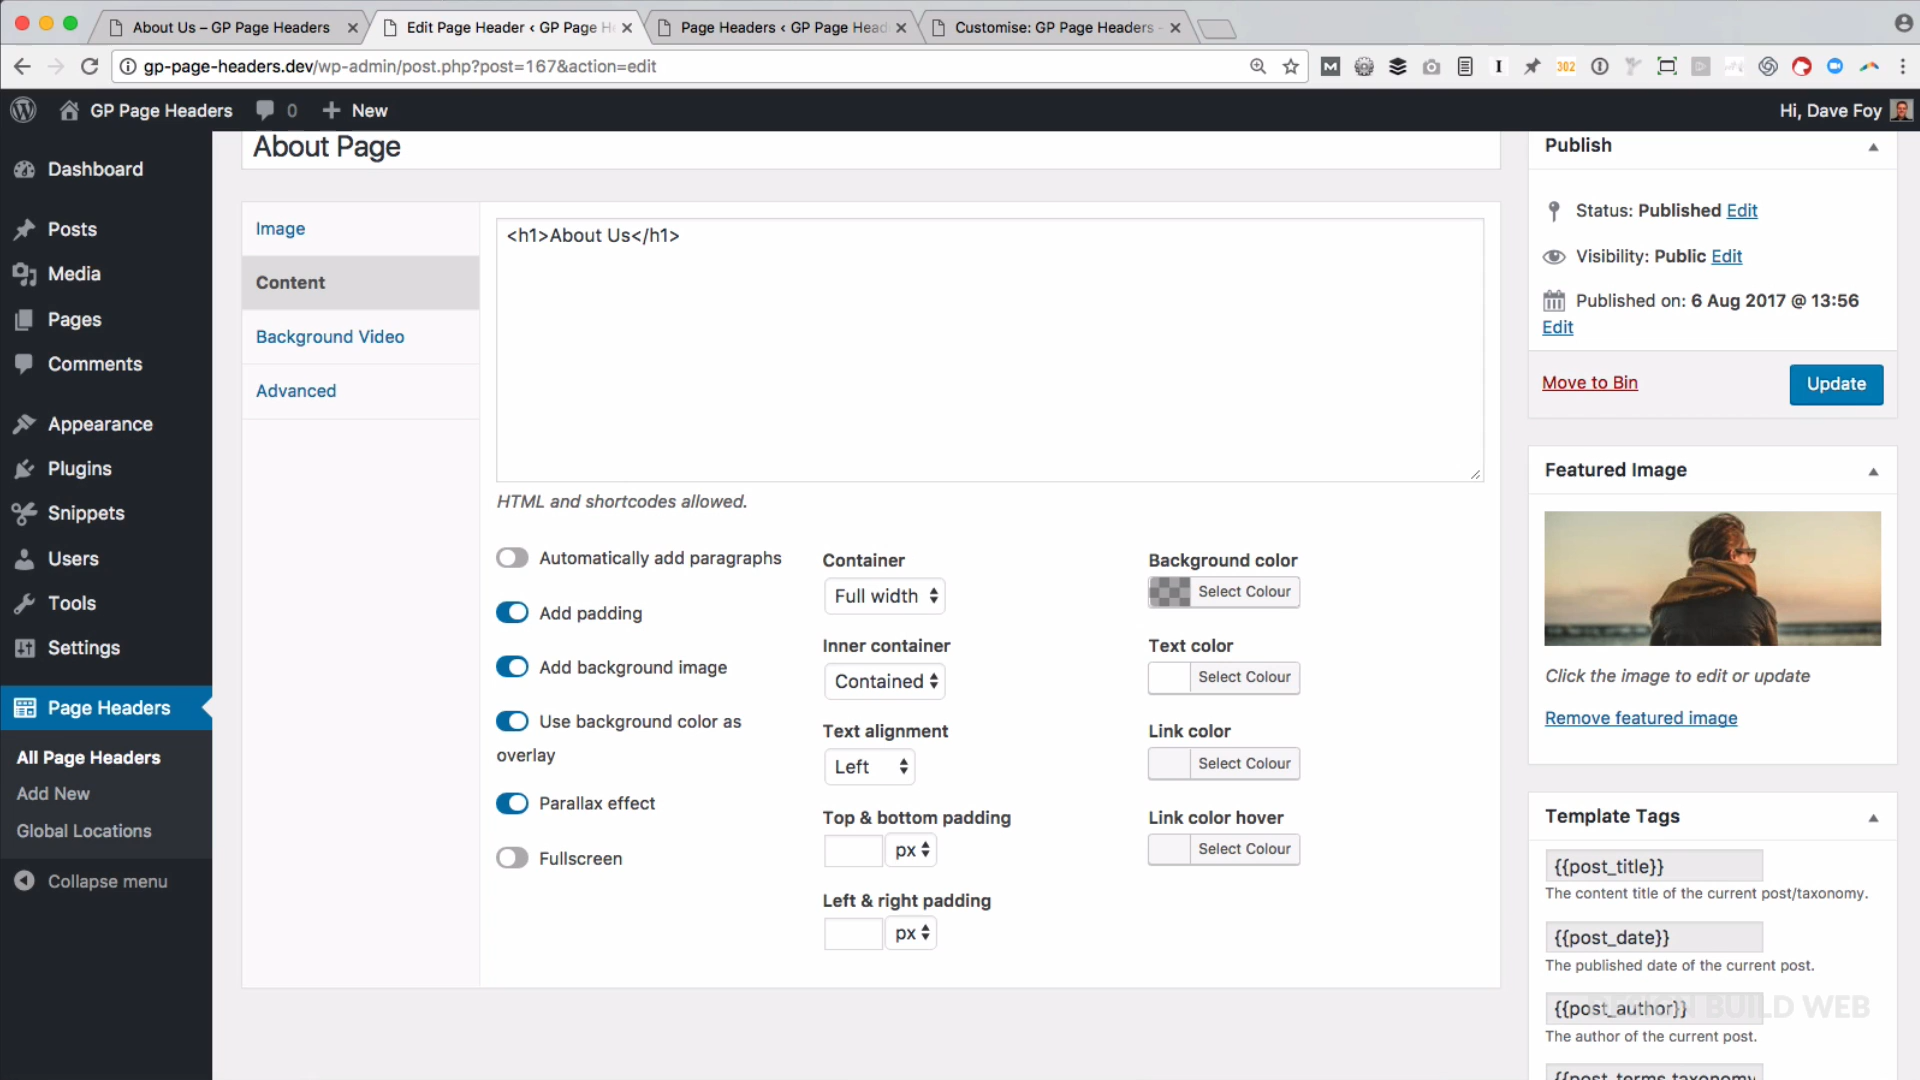 About Us – GP Page Headers
Edit Page Header ‹ GP Page He
Page Headers ‹ GP Page Head
Customise: GP Page Headers -
gp-page-headers.dev/wp-admin/post.php?post=167&action=edit
302
GP Page Headers
0
New
Hi, Dave Foy
Dashboard
Posts
Media
Pages
Comments
Appearance
Plugins
Snippets
Users
Tools
Settings
Page Headers
All Page Headers
Add New
Global Locations
Collapse menu
About Page
Image
Content
Background Video
Advanced
<h1>About Us</h1>
HTML and shortcodes allowed.
Automatically add paragraphs
Add padding
Add background image
Use background color as
overlay
Parallax effect
Fullscreen
Container
Full width
Inner container
Contained
Text alignment
Left
Top & bottom padding
px
Left & right padding
px
Background color
Select Colour
Text color
Select Colour
Link color
Select Colour
Link color hover
Select Colour
Publish
Status: Published Edit
Visibility: Public Edit
Published on: 6 Aug 2017 @ 13:56
Edit
Move to Bin
Update
Featured Image
Click the image to edit or update
Remove featured image
Template Tags
{{post_title}}
The content title of the current post/taxonomy.
{{post_date}}
The published date of the current post.
{{post_author}}
DESIGN BUILD WEB
The author of the current post.
{{post_terms.taxonomy